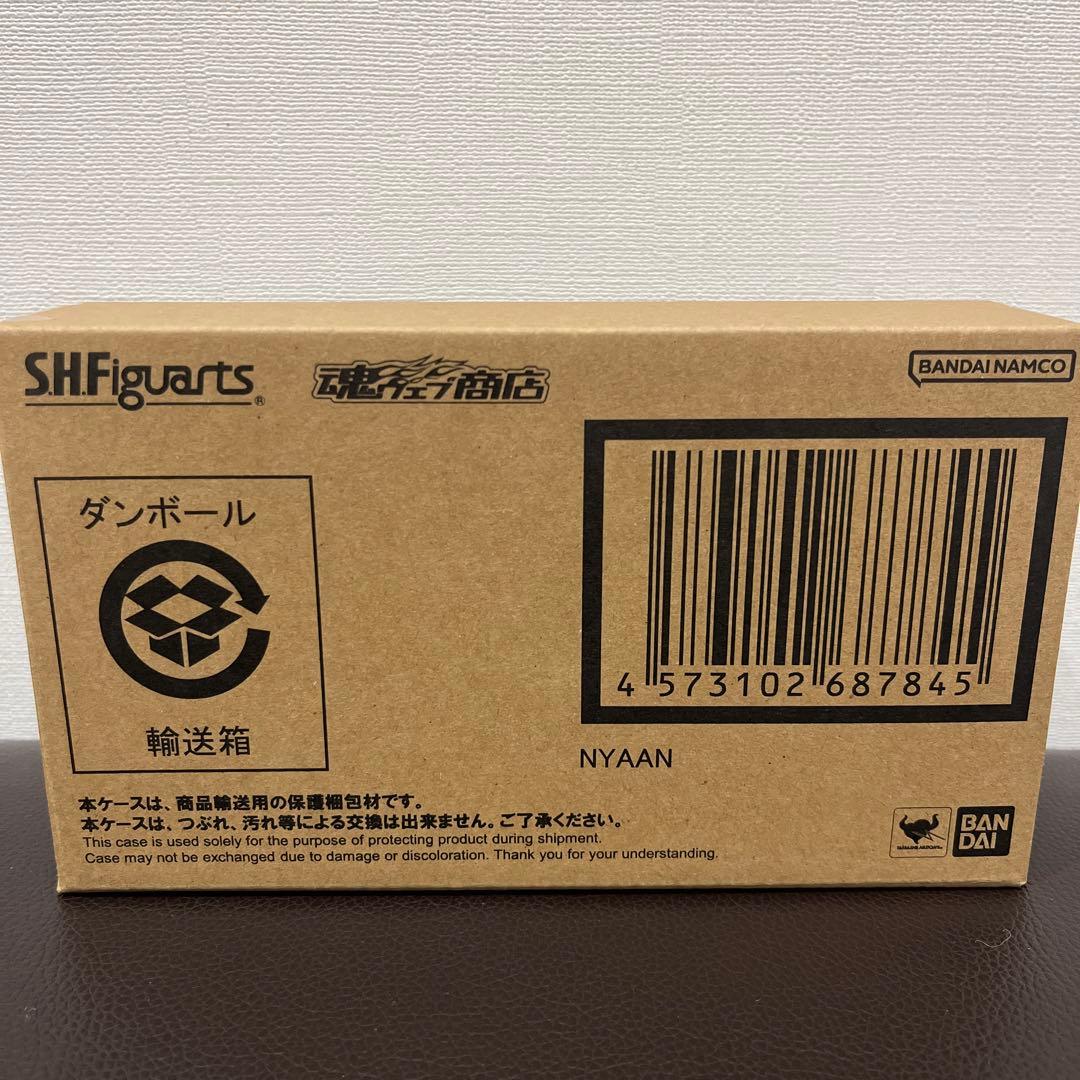 S.H.Figuarts®
魂ウェブ商店
BANDAI NAMCO
ダンボール
輸送箱
4 573102 687845
NYAAN
本ケースは、商品輸送用の保護梱包材です。
本ケースは、つぶれ、汚れ等による交換は出来ません。ご了承ください。
This case is used solely for the purpose of protecting product during shipment.
Case may not be exchanged due to damage or discoloration. Thank you for your understanding.
BAN
DAI